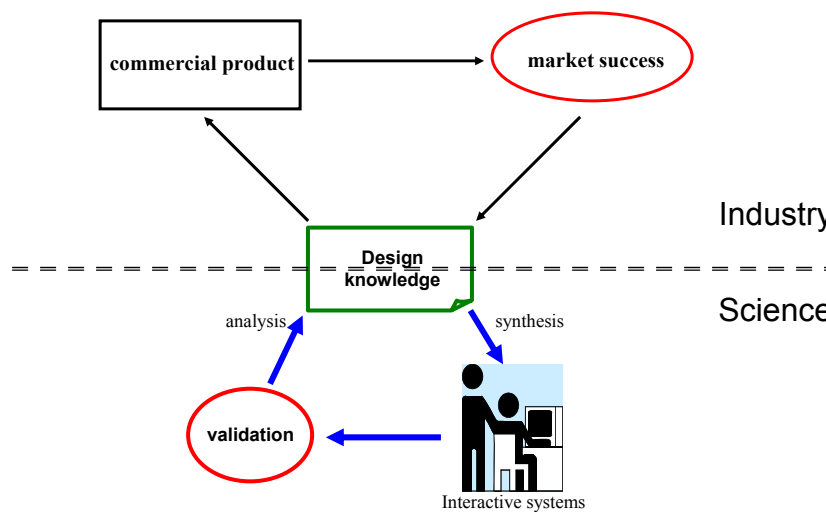 commercial product
market success
Industry
Design
knowledge
Science
analysis
synthesis
validation
Interactive systems